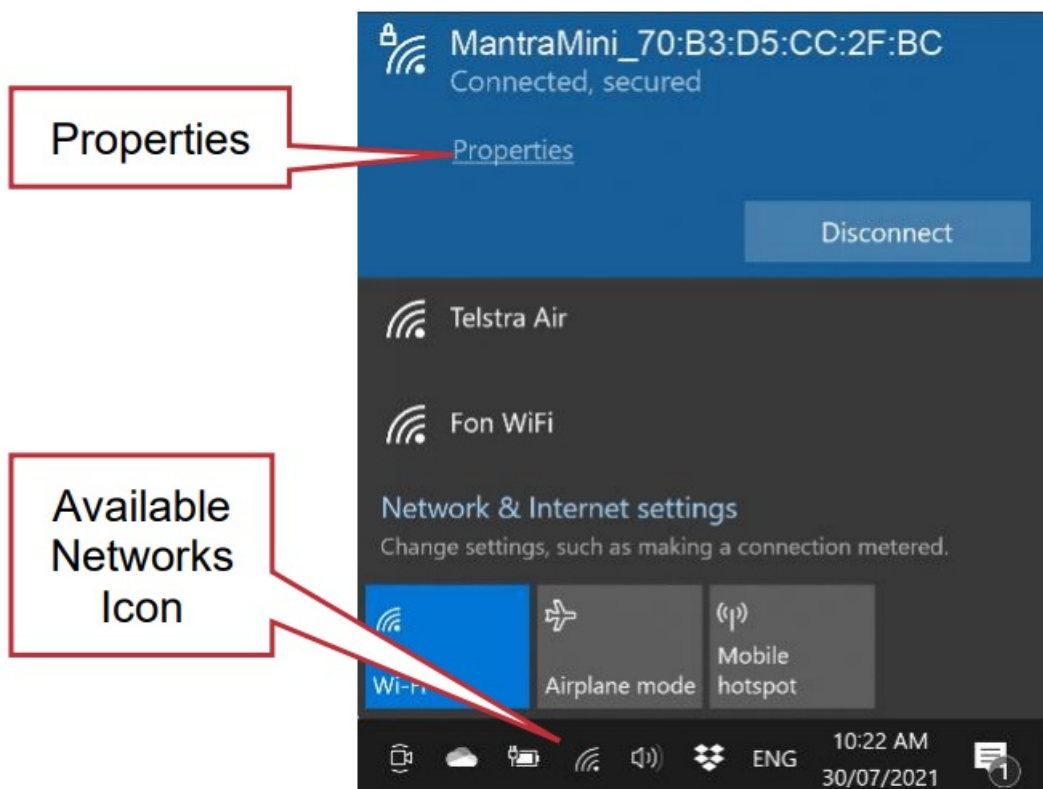 MantraMini_70:B3:D5:CC:2F:BC
Connected, secured
Properties
Properties
Disconnect
Telstra Air
Fon WiFi
Available
Networks
Icon
Network & Internet settings
Change settings, such as making a connection metered.
Wi-Fi
Airplane mode
Mobile
hotspot
ENG
10:22 AM
30/07/2021
1